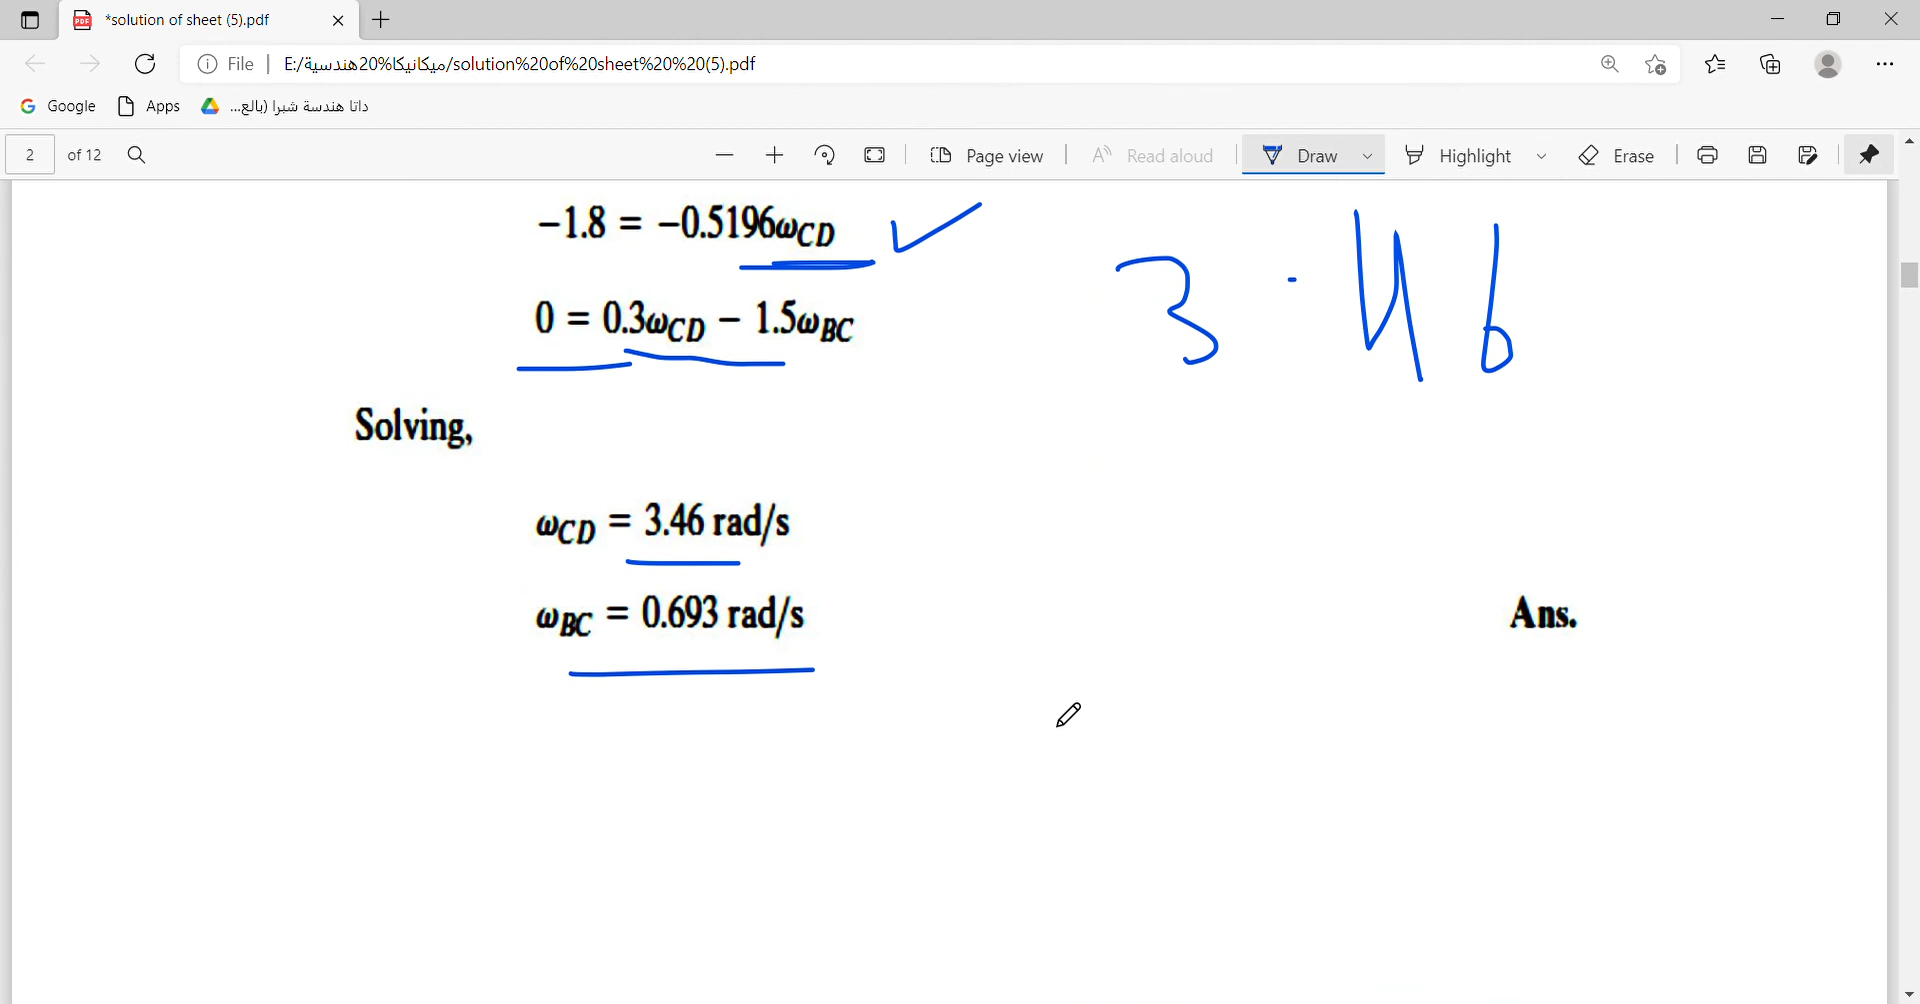 *solution of sheet (5).pdf
File | E:/ميكانيكا%20هندسية/solution%20of%20sheet%20%20(5).pdf
Google Apps داتا هندسة شبرا (بالع...
2 of 12 Page view Read aloud Draw Highlight Erase
−1.8 = −0.5196ωCD
3.46
0 = 0.3ωCD − 1.5ωBC
Solving,
ωCD = 3.46 rad/s
ωBC = 0.693 rad/s Ans.